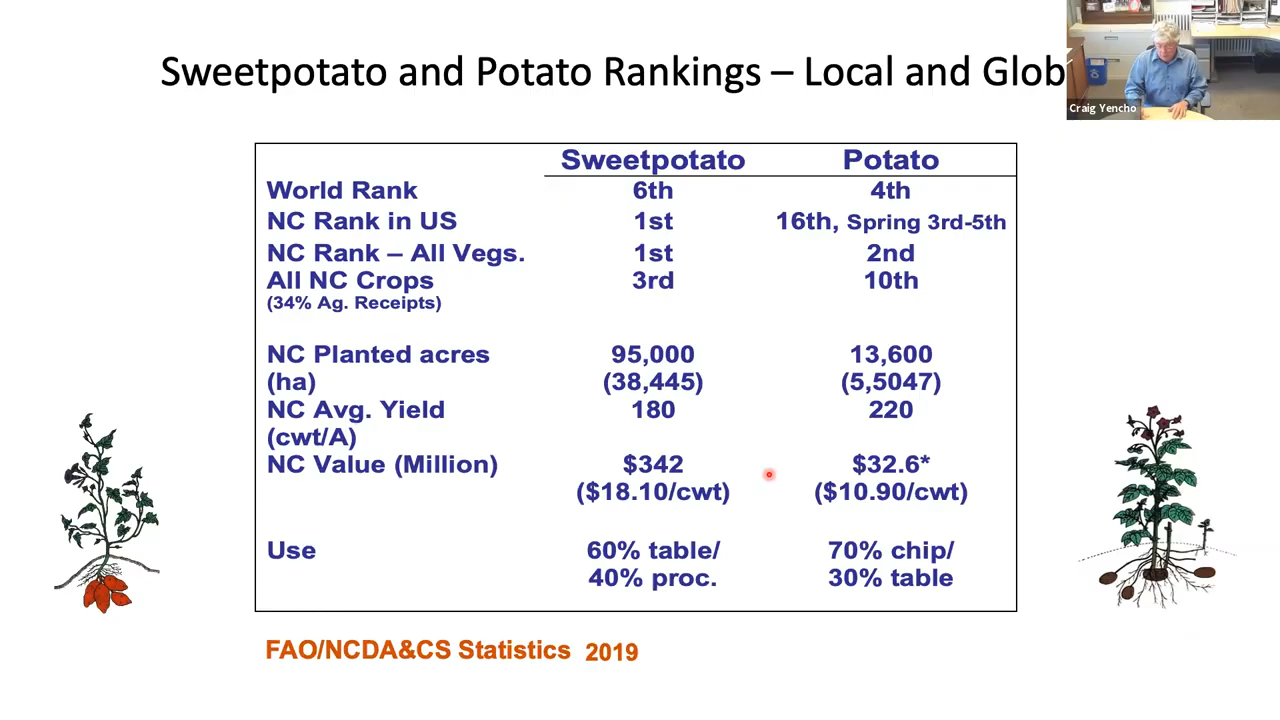 Sweetpotato and Potato Rankings – Local and Glob
Craig Yencho
Sweetpotato Potato
World Rank 6th 4th
NC Rank in US 1st 16th, Spring 3rd-5th
NC Rank – All Vegs. 1st 2nd
All NC Crops 3rd 10th
(34% Ag. Receipts)
NC Planted acres 95,000 13,600
(ha) (38,445) (5,5047)
NC Avg. Yield 180 220
(cwt/A)
NC Value (Million) $342 $32.6*
($18.10/cwt) ($10.90/cwt)
Use 60% table/ 70% chip/
40% proc. 30% table
FAO/NCDA&CS Statistics 2019